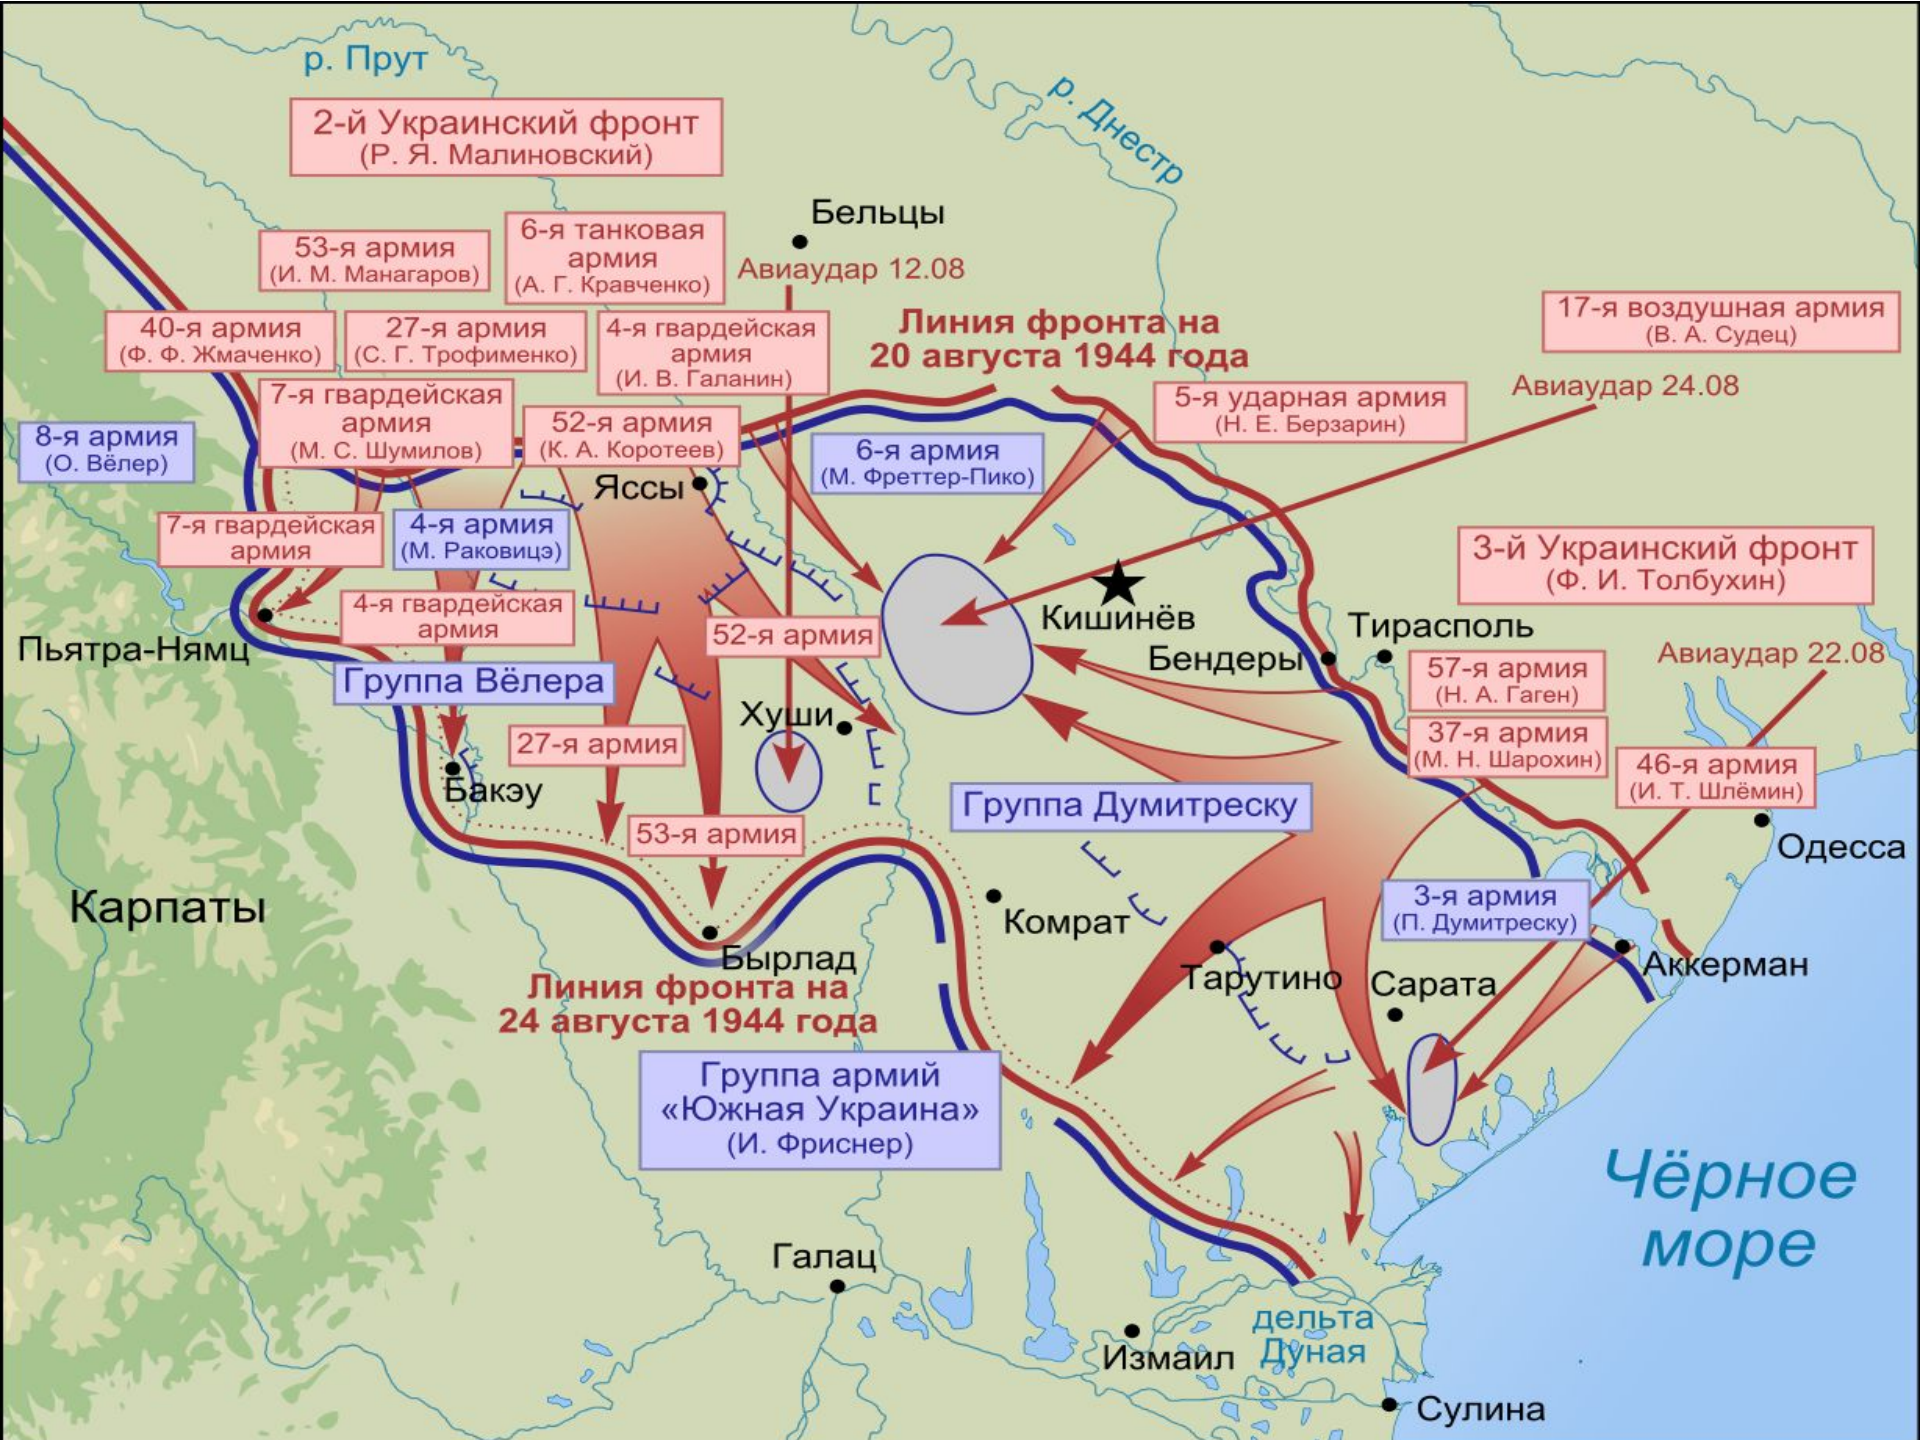 р. Прут
2-й Украинский фронт
(Р. Я. Малиновский)
р. Днестр
Бельцы
Авиаудар 12.08
53-я армия
(И. М. Манагаров)
6-я танковая
армия
(А. Г. Кравченко)
40-я армия
(Ф. Ф. Жмаченко)
27-я армия
(С. Г. Трофименко)
4-я гвардейская
армия
(И. В. Галанин)
Линия фронта на
20 августа 1944 года
17-я воздушная армия
(В. А. Судец)
Авиаудар 24.08
7-я гвардейская
армия
(М. С. Шумилов)
52-я армия
(К. А. Коротеев)
5-я ударная армия
(Н. Е. Берзарин)
8-я армия
(О. Вёлер)
6-я армия
(М. Фреттер-Пико)
Яссы
7-я гвардейская
армия
4-я армия
(М. Раковицэ)
3-й Украинский фронт
(Ф. И. Толбухин)
4-я гвардейская
армия
52-я армия
Кишинёв
Тирасполь
Бендеры
Пьятра-Нямц
Группа Вёлера
57-я армия
(Н. А. Гаген)
Авиаудар 22.08
Хуши
27-я армия
37-я армия
(М. Н. Шарохин)
46-я армия
(И. Т. Шлёмин)
Бакэу
Группа Думитреску
53-я армия
Одесса
Карпаты
Комрат
3-я армия
(П. Думитреску)
Бырлад
Тарутино
Сарата
Аккерман
Линия фронта на
24 августа 1944 года
Группа армий
«Южная Украина»
(И. Фриснер)
Чёрное
море
Галац
дельта
Дуная
Измаил
Сулина